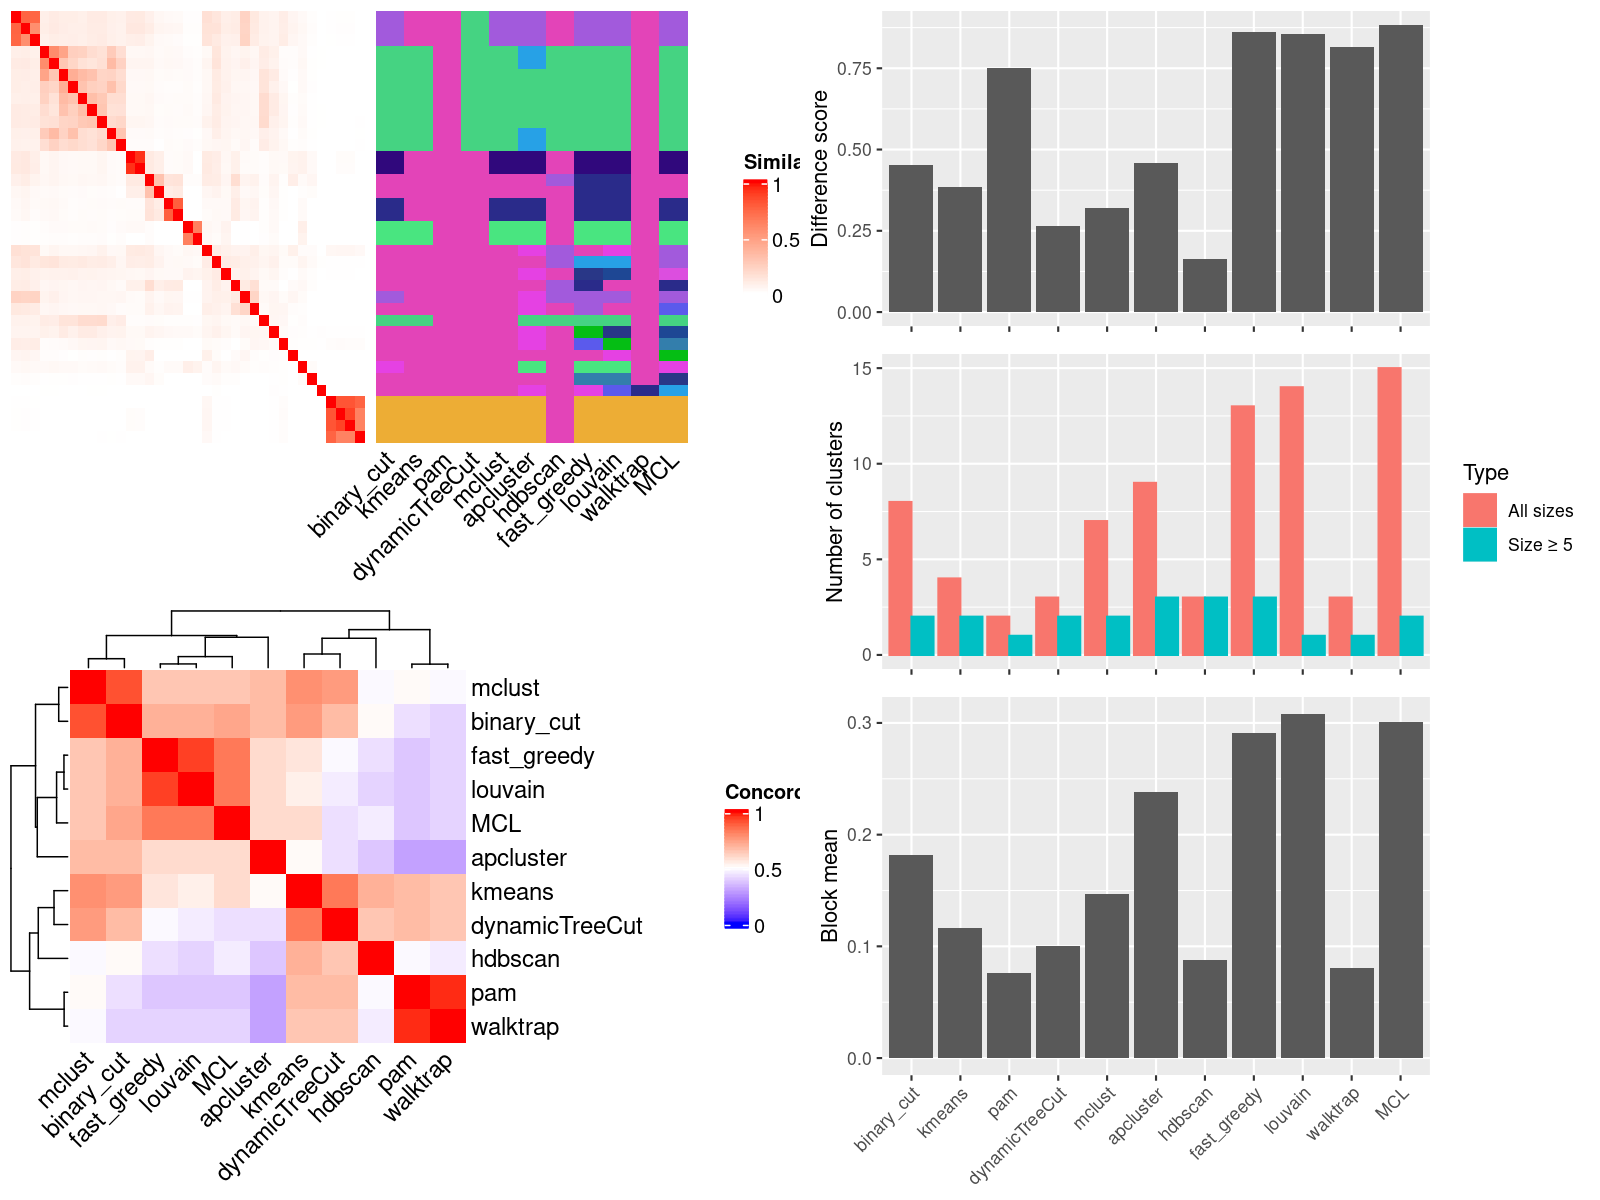 Simila
1
0.5
0
binary_cut
kmeans
pam
dynamicTreeCut
mclust
apcluster
hdbscan
fast_greedy
louvain
walktrap
MCL
Difference score
0.75
0.50
0.25
0.00
Number of clusters
15
10
5
0
Type
All sizes
Size ≥ 5
mclust
binary_cut
fast_greedy
louvain
MCL
apcluster
kmeans
dynamicTreeCut
hdbscan
pam
walktrap
mclust
binary_cut
fast_greedy
louvain
MCL
apcluster
kmeans
dynamicTreeCut
hdbscan
pam
walktrap
Concord
1
0.5
0
Block mean
0.3
0.2
0.1
0.0
binary_cut
kmeans
pam
dynamicTreeCut
mclust
apcluster
hdbscan
fast_greedy
louvain
walktrap
MCL